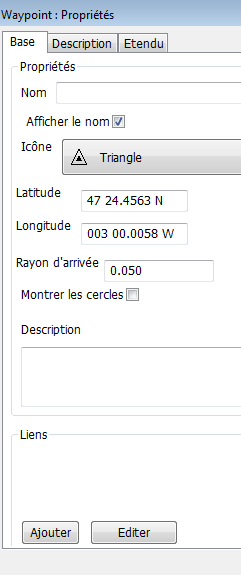 Waypoint : Propriétés
Base Description Etendu
Propriétés
Nom
Afficher le nom
Icône Triangle
Latitude 47 24.4563 N
Longitude 003 00.0058 W
Rayon d'arrivée 0.050
Montrer les cercles
Description
Liens
Ajouter Editer